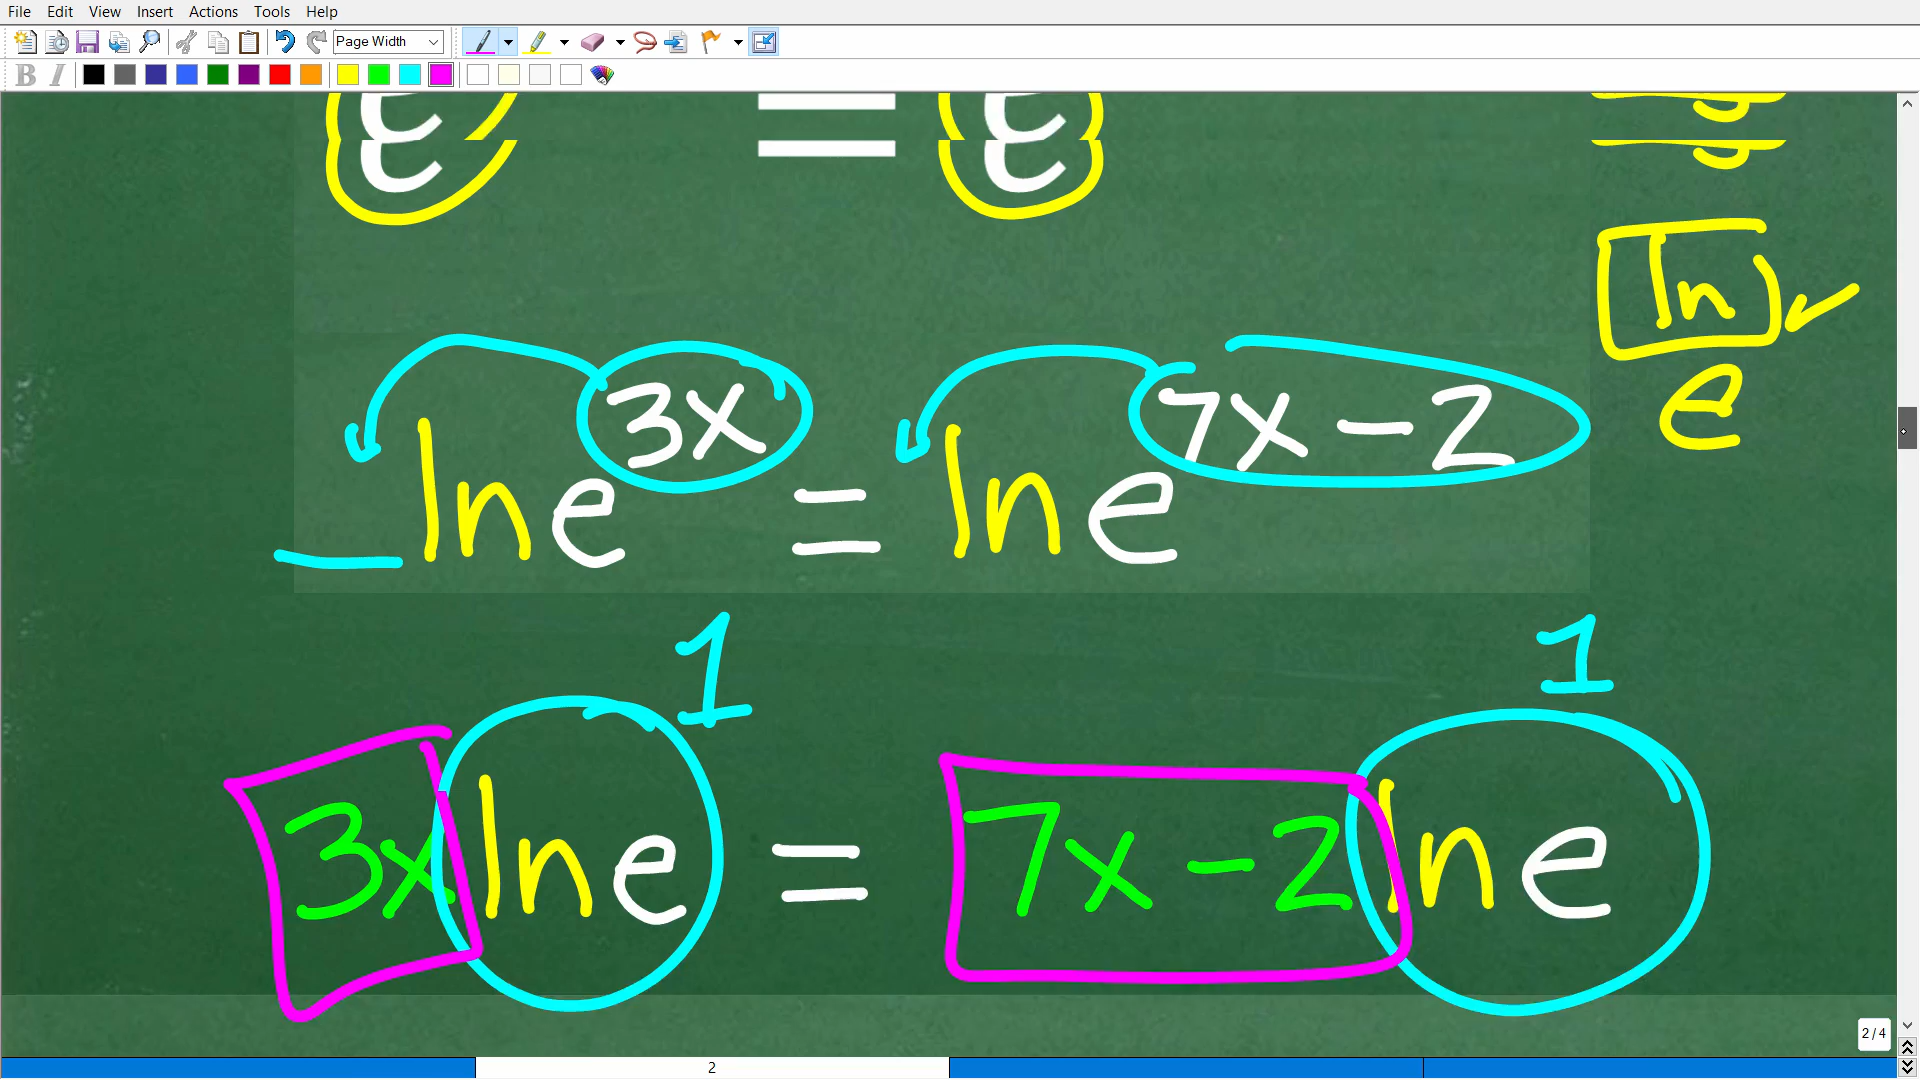 File Edit View Insert Actions Tools Help
B I Page Width
e = e
ln
e
ln e^3x = ln e^7x-2
1 1
3x ln e = 7x-2 ln e
2/4
2